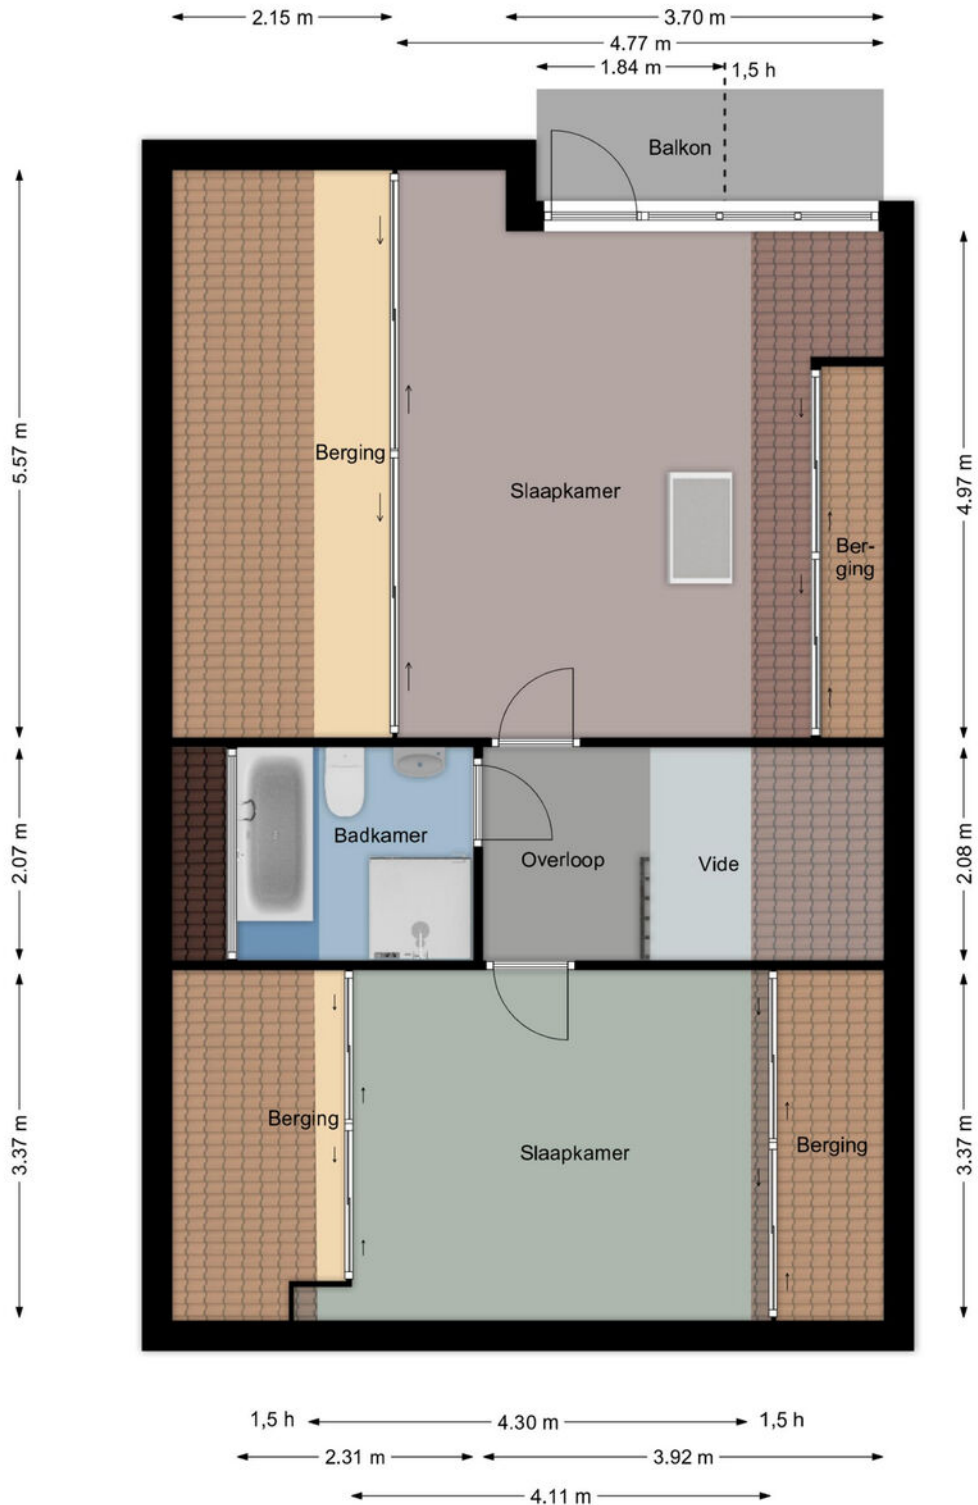 2.15 m
3.70 m
4.77 m
1.84 m
1,5 h
Balkon
5.57 m
Berging
Slaapkamer
4.97 m
Ber-
ging
2.07 m
Badkamer
Overloop
Vide
2.08 m
3.37 m
Berging
Slaapkamer
Berging
3.37 m
1,5 h
4.30 m
1,5 h
2.31 m
3.92 m
4.11 m